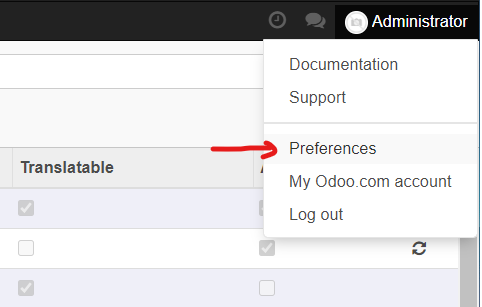 Administrator
Documentation
Support
Preferences
My Odoo.com account
Log out
Translatable